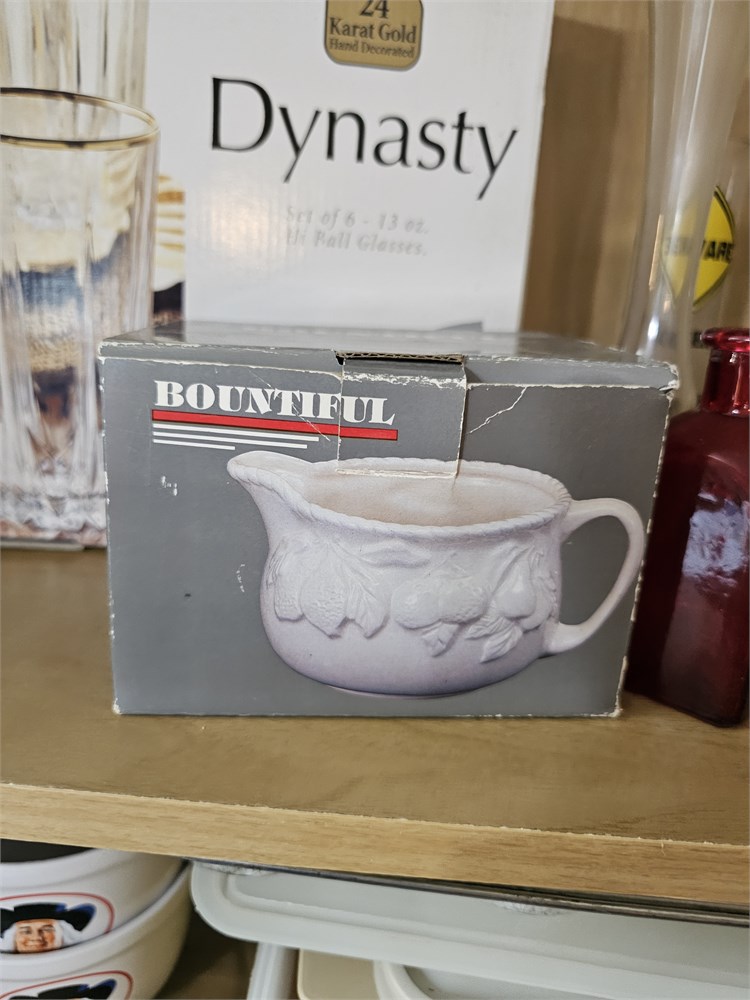 24
Karat Gold
Hand Decorated
Dynasty
Set of 6 - 13 oz.
Hi Ball Glasses.
BOUNTIFUL